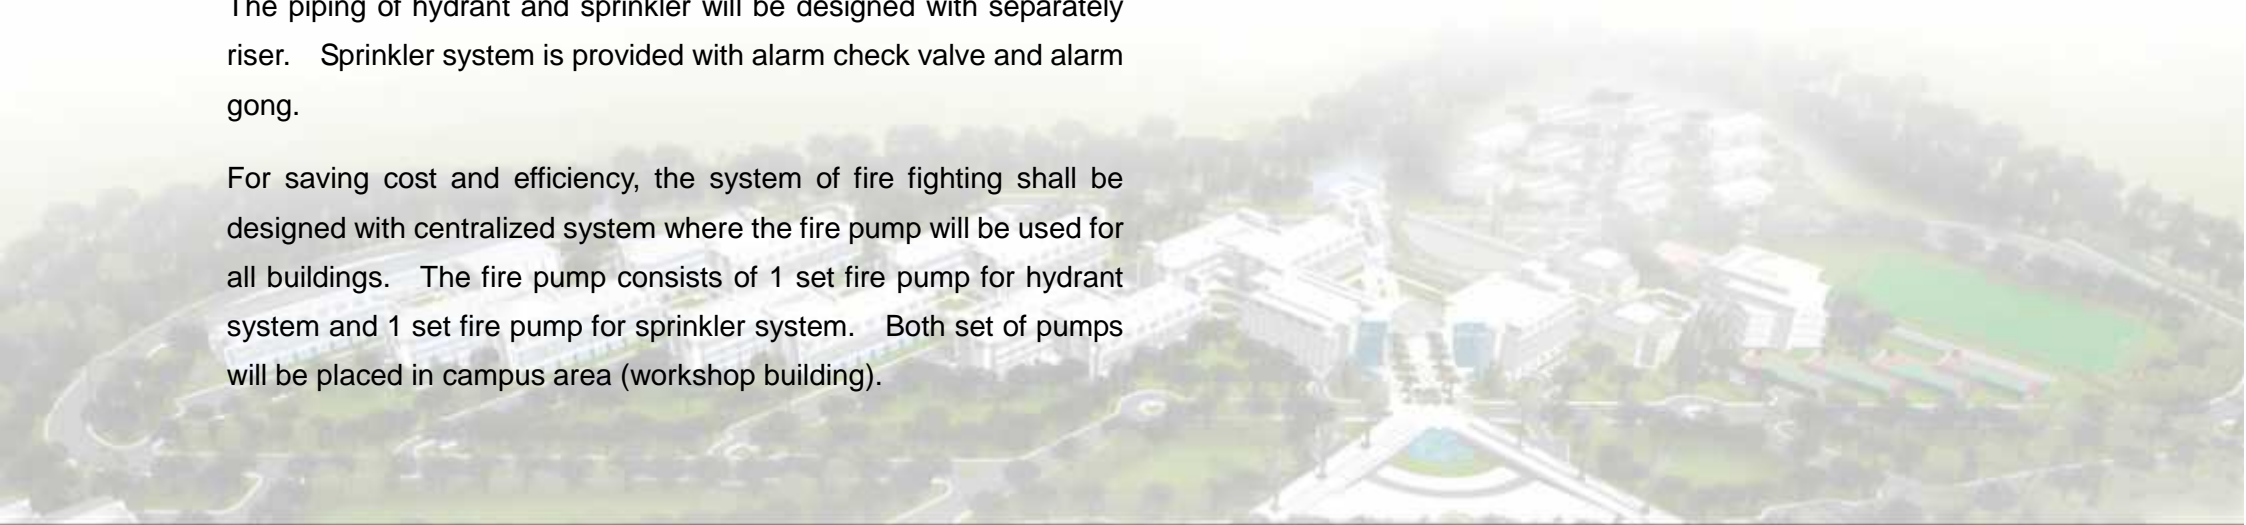 The piping of hydrant and sprinkler will be designed with separately
riser. Sprinkler system is provided with alarm check valve and alarm
gong.
For saving cost and efficiency, the system of fire fighting shall be
designed with centralized system where the fire pump will be used for
all buildings. The fire pump consists of 1 set fire pump for hydrant
system and 1 set fire pump for sprinkler system. Both set of pumps
will be placed in campus area (workshop building).